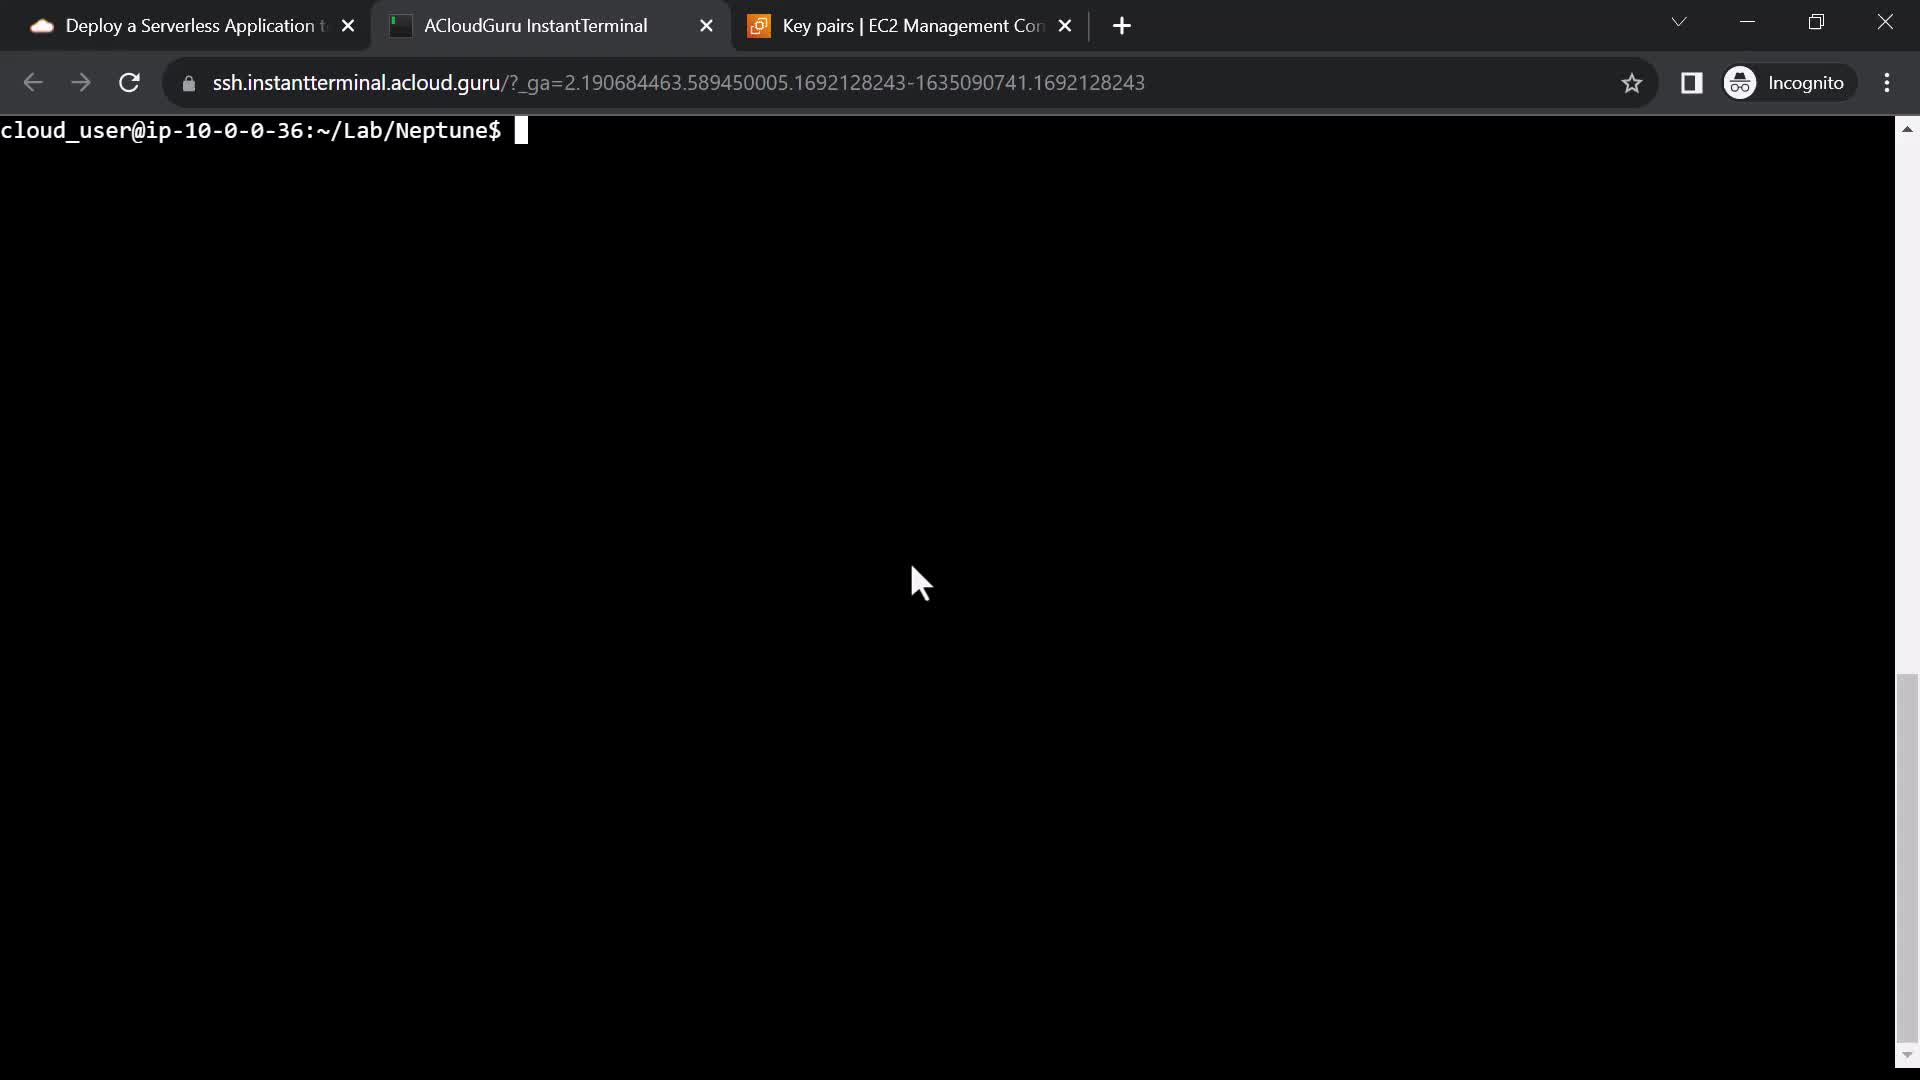 Deploy a Serverless Application t
ACloudGuru InstantTerminal
Key pairs | EC2 Management Con
ssh.instantterminal.acloud.guru/?_ga=2.190684463.589450005.1692128243-1635090741.1692128243
Incognito
cloud_user@ip-10-0-0-36:~/Lab/Neptune$